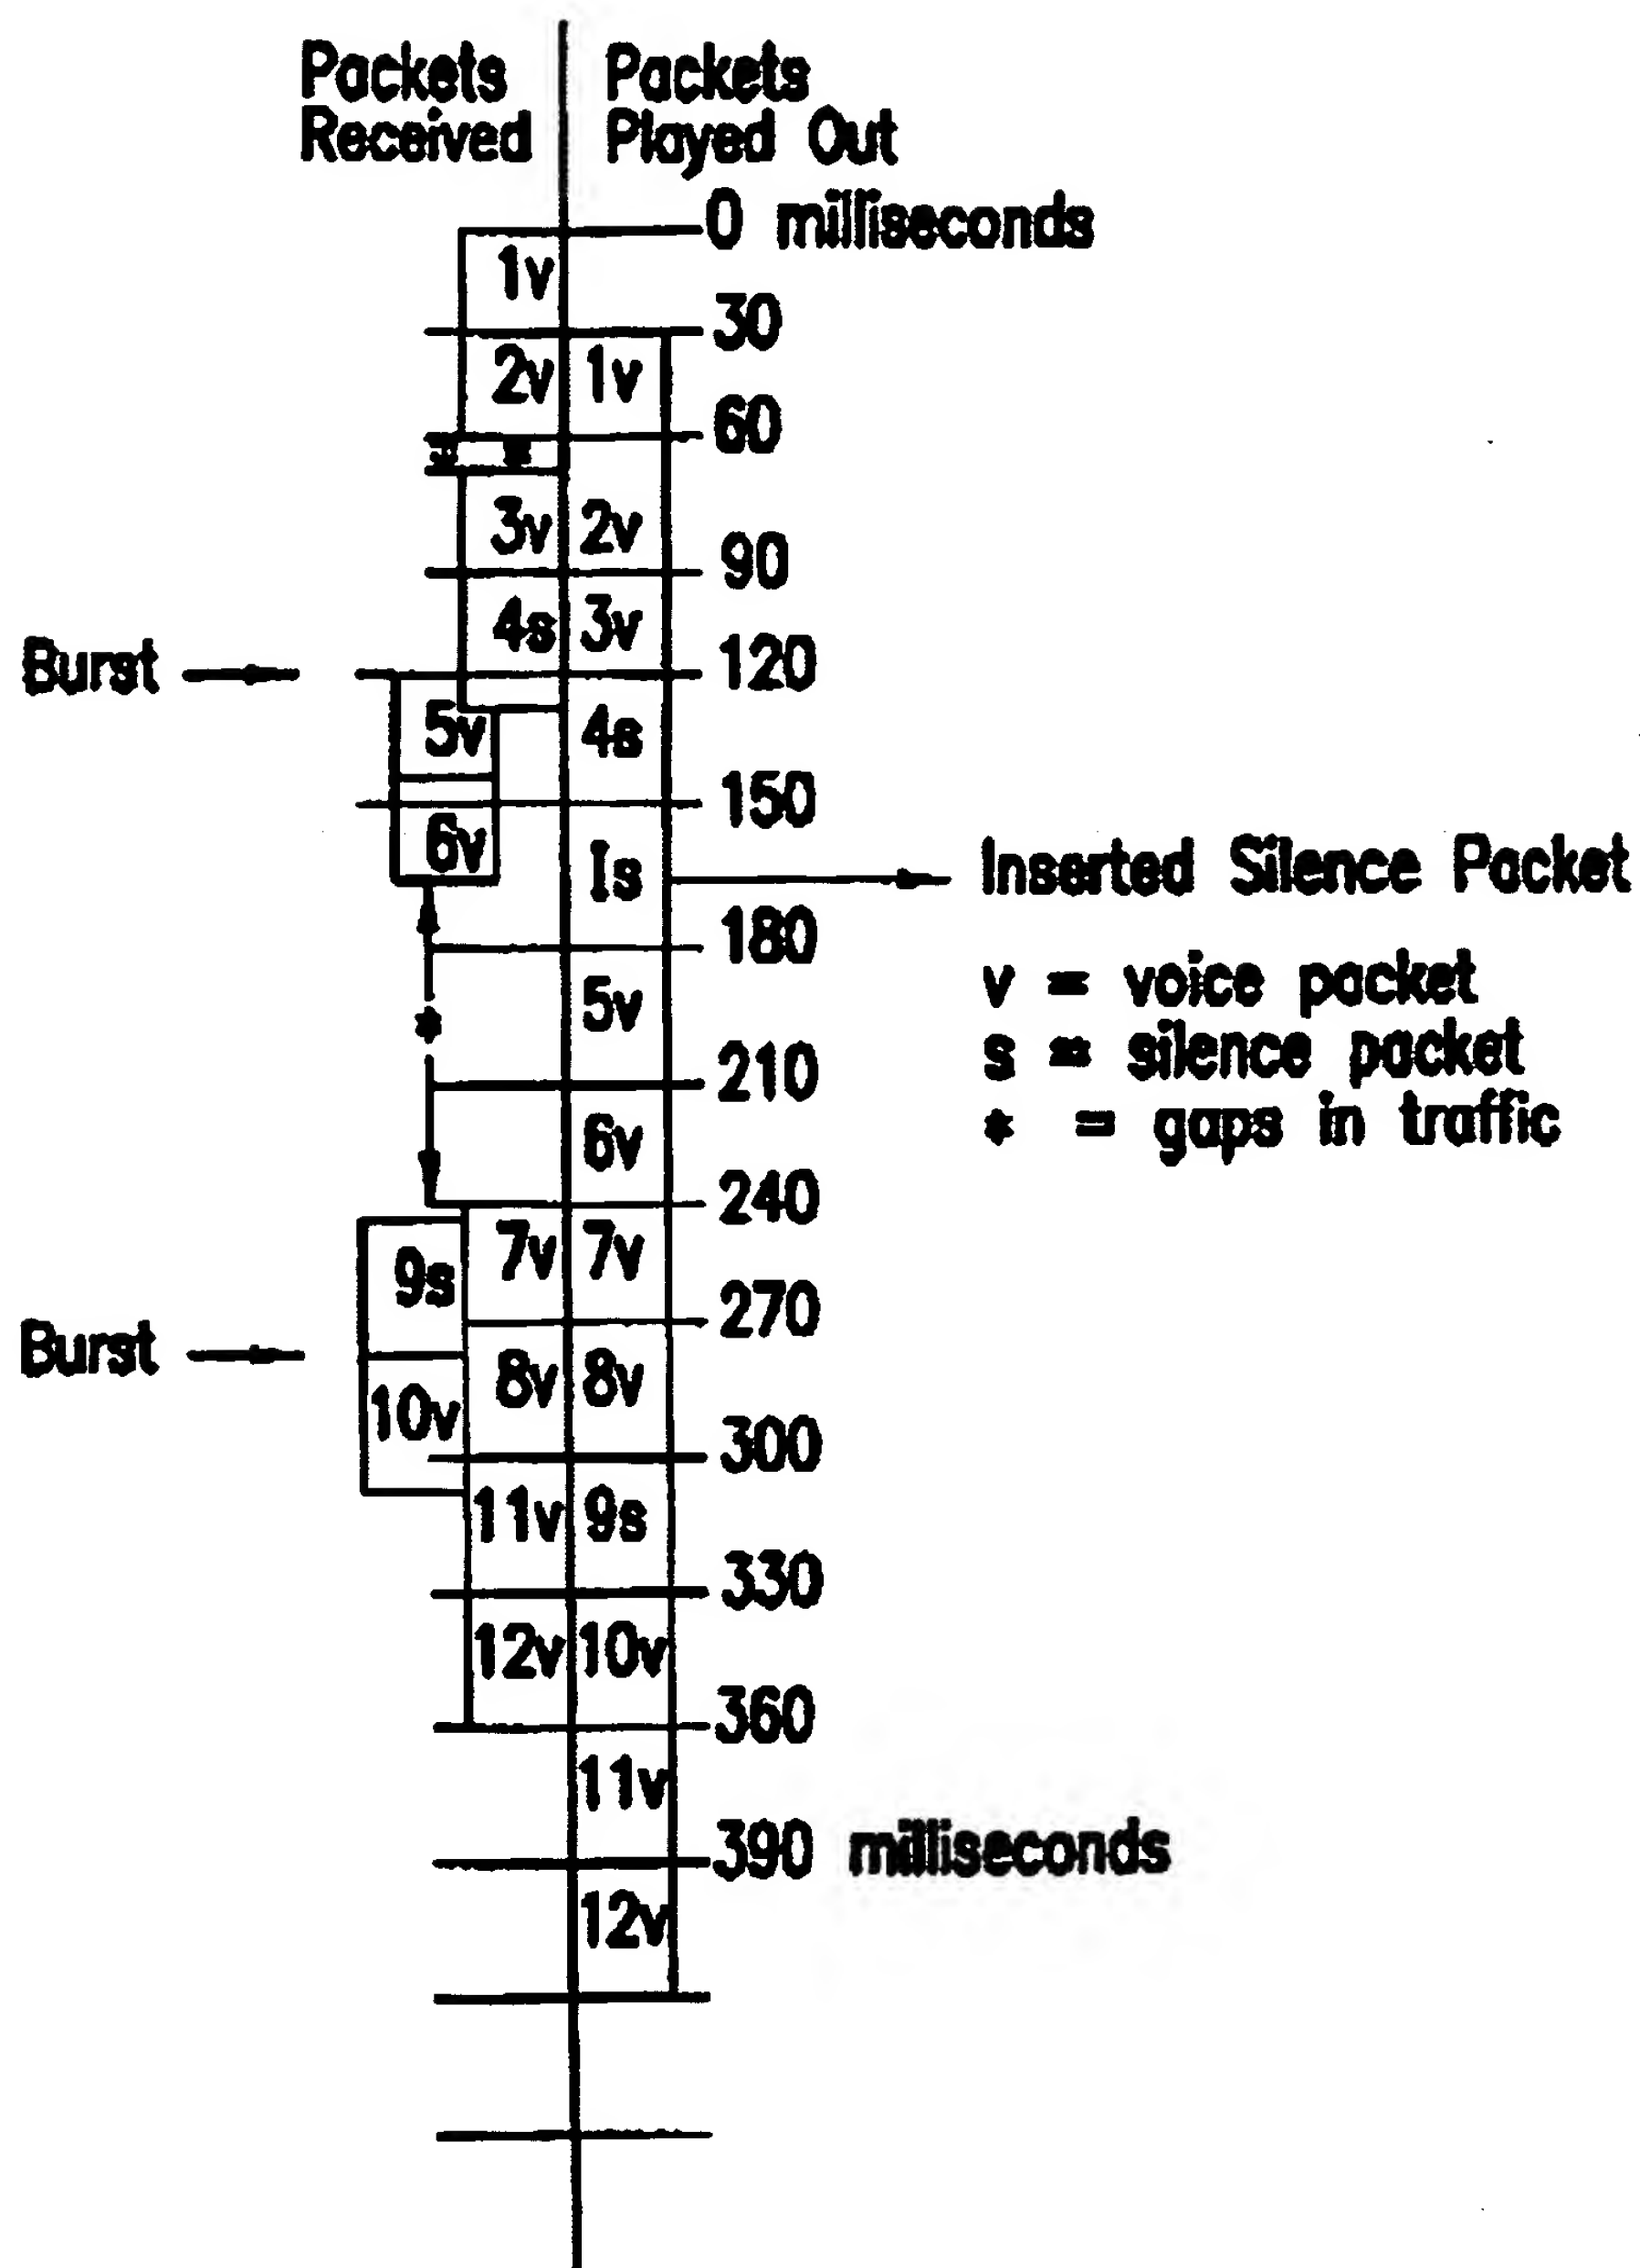 Packets Packets
Received Played Out
0 milliseconds
1v
30
2v 1v
60
* *
3v 2v
90
4s 3v
Burst 120
5v 4s
150
6v Is Inserted Silence Packet
180
v = voice packet
5v
s = silence packet
*
210
* = gaps in traffic
6v
240
9s 7v 7v
270
Burst
10v 8v 8v
300
11v 9s
330
12v 10v
360
11v
390 milliseconds
12v